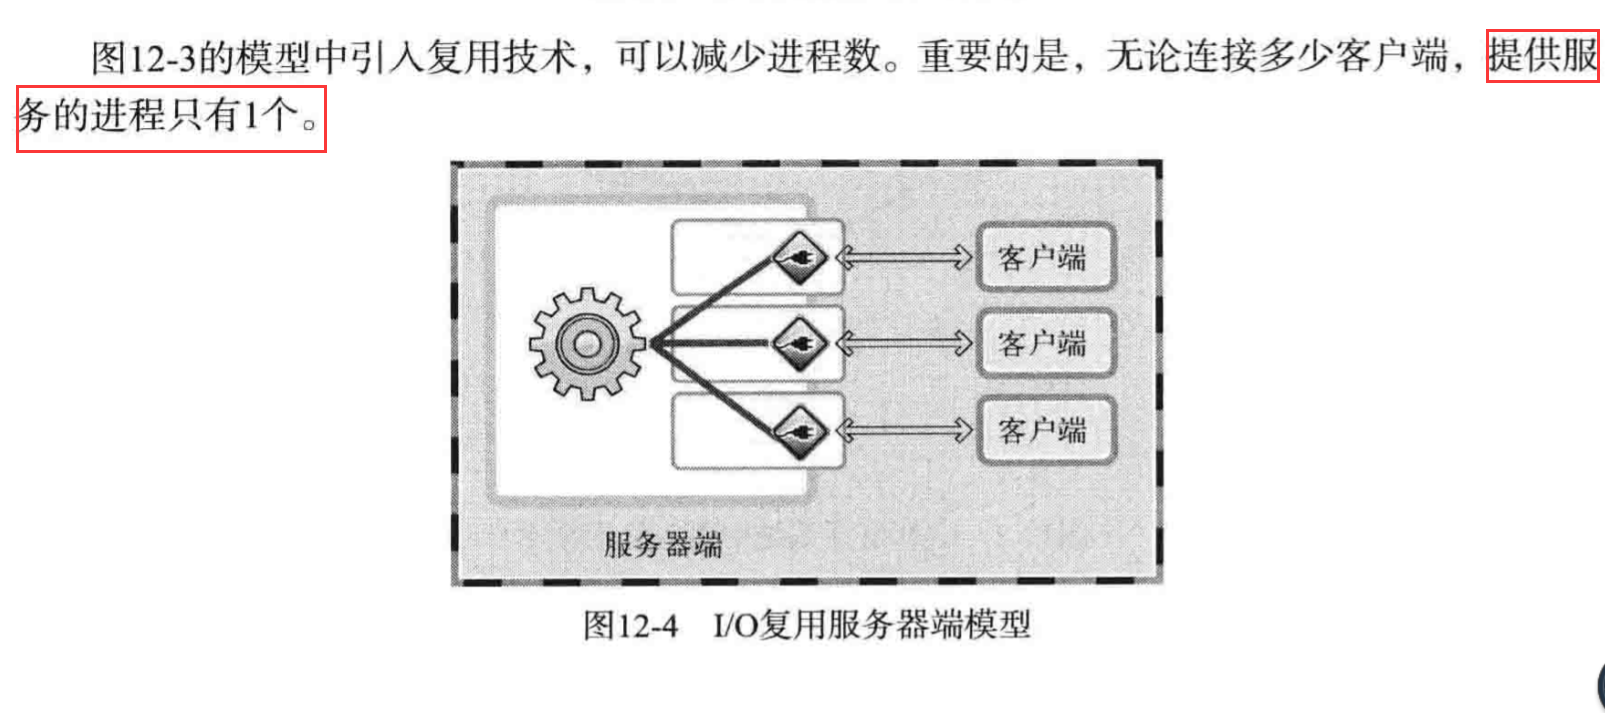 图12-3的模型中引入复用技术，可以减少进程数。重要的是，无论连接多少客户端，提供服
务的进程只有1个。
客户端
客户端
客户端
服务器端
图12-4 I/O复用服务器端模型